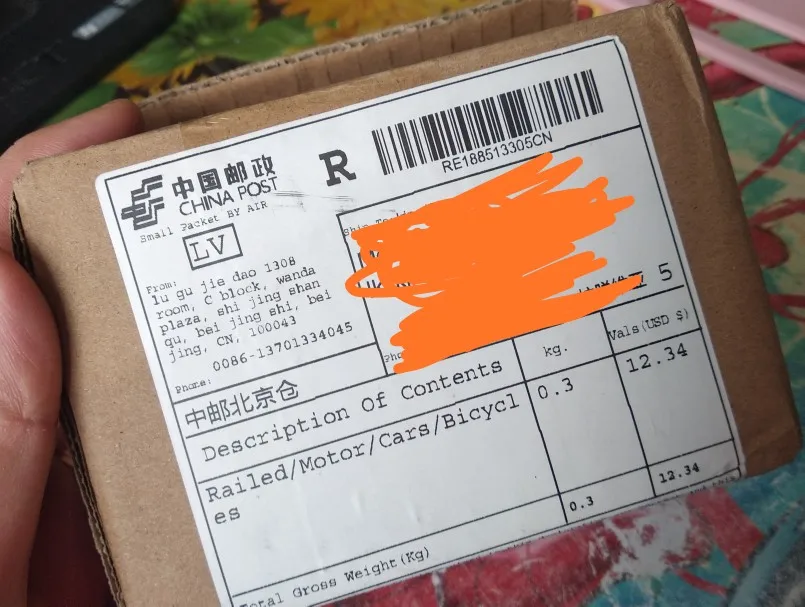 中国邮政
CHINA POST
Small Packet BY AIR
LV
R
RE188513305CN
From:
lu gu jie dao 1308
room, C block, wanda
plaza, shi jing shan
qu, bei jing shi, bei
jing, CN, 100043
0086-13701334045
Phone:
5
中邮北京仓
Description Of Contents
kg.
Vals(USD $)
Railed/Motor/Cars/Bicycl
es
0.3
12.34
Total Gross Weight(Kg)
0.3
12.34